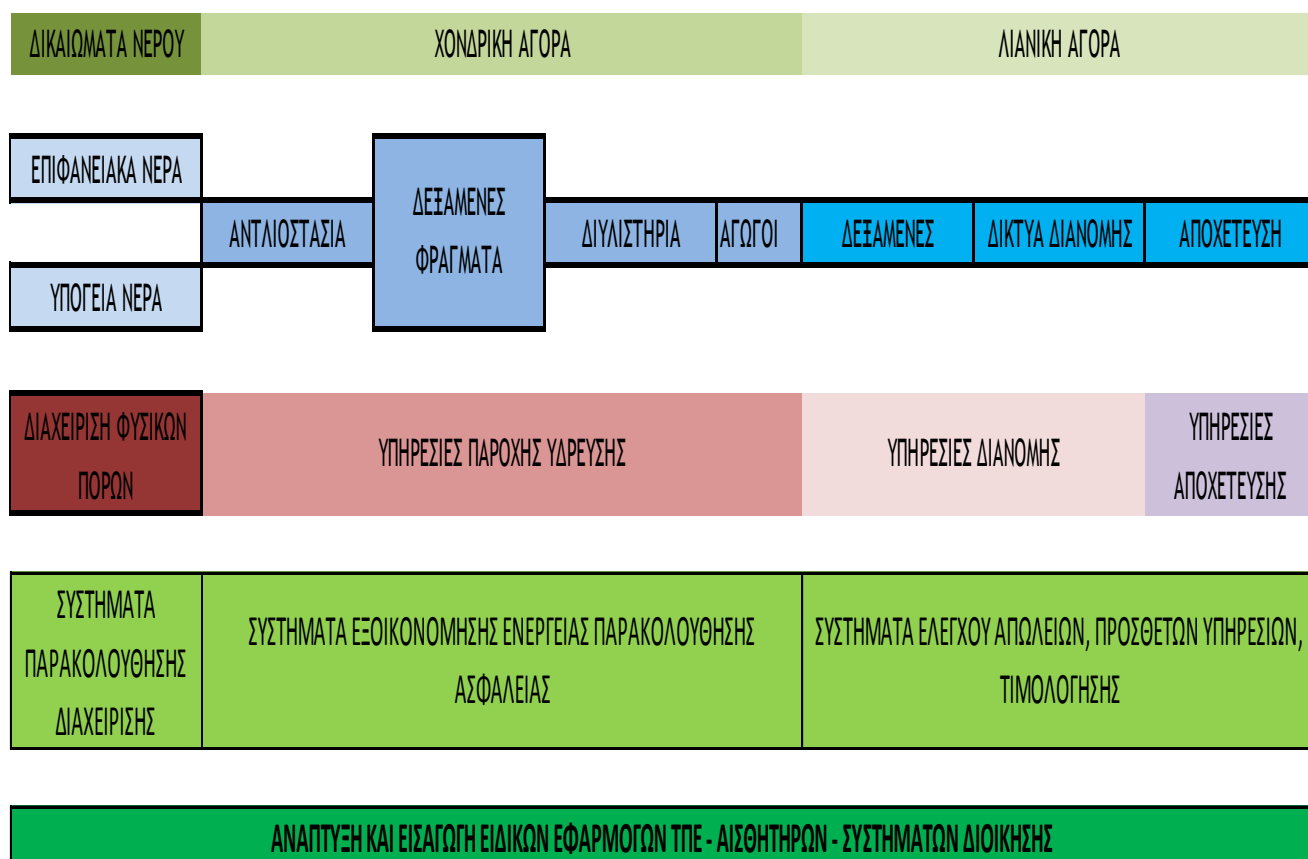 ΔΙΚΑΙΩΜΑΤΑ ΝΕΡΟΥ
ΧΟΝΔΡΙΚΗ ΑΓΟΡΑ
ΛΙΑΝΙΚΗ ΑΓΟΡΑ
ΕΠΙΦΑΝΕΙΑΚΑ ΝΕΡΑ
ΥΠΟΓΕΙΑ ΝΕΡΑ
ΑΝΤΛΙΟΣΤΑΣΙΑ
ΔΕΞΑΜΕΝΕΣ
ΦΡΑΓΜΑΤΑ
ΔΙΥΛΙΣΤΗΡΙΑ
ΑΓΩΓΟΙ
ΔΕΞΑΜΕΝΕΣ
ΔΙΚΤΥΑ ΔΙΑΝΟΜΗΣ
ΑΠΟΧΕΤΕΥΣΗ
ΔΙΑΧΕΙΡΙΣΗ ΦΥΣΙΚΩΝ
ΠΟΡΩΝ
ΥΠΗΡΕΣΙΕΣ ΠΑΡΟΧΗΣ ΥΔΡΕΥΣΗΣ
ΥΠΗΡΕΣΙΕΣ ΔΙΑΝΟΜΗΣ
ΥΠΗΡΕΣΙΕΣ
ΑΠΟΧΕΤΕΥΣΗΣ
ΣΥΣΤΗΜΑΤΑ
ΠΑΡΑΚΟΛΟΥΘΗΣΗΣ
ΔΙΑΧΕΙΡΙΣΗΣ
ΣΥΣΤΗΜΑΤΑ ΕΞΟΙΚΟΝΟΜΗΣΗΣ ΕΝΕΡΓΕΙΑΣ ΠΑΡΑΚΟΛΟΥΘΗΣΗΣ
ΑΣΦΑΛΕΙΑΣ
ΣΥΣΤΗΜΑΤΑ ΕΛΕΓΧΟΥ ΑΠΩΛΕΙΩΝ, ΠΡΟΣΘΕΤΩΝ ΥΠΗΡΕΣΙΩΝ,
ΤΙΜΟΛΟΓΗΣΗΣ
ΑΝΑΠΤΥΞΗ ΚΑΙ ΕΙΣΑΓΩΓΗ ΕΙΔΙΚΩΝ ΕΦΑΡΜΟΓΩΝ ΤΠΕ - ΑΙΣΘΗΤΗΡΩΝ - ΣΥΣΤΗΜΑΤΩΝ ΔΙΟΙΚΗΣΗΣ